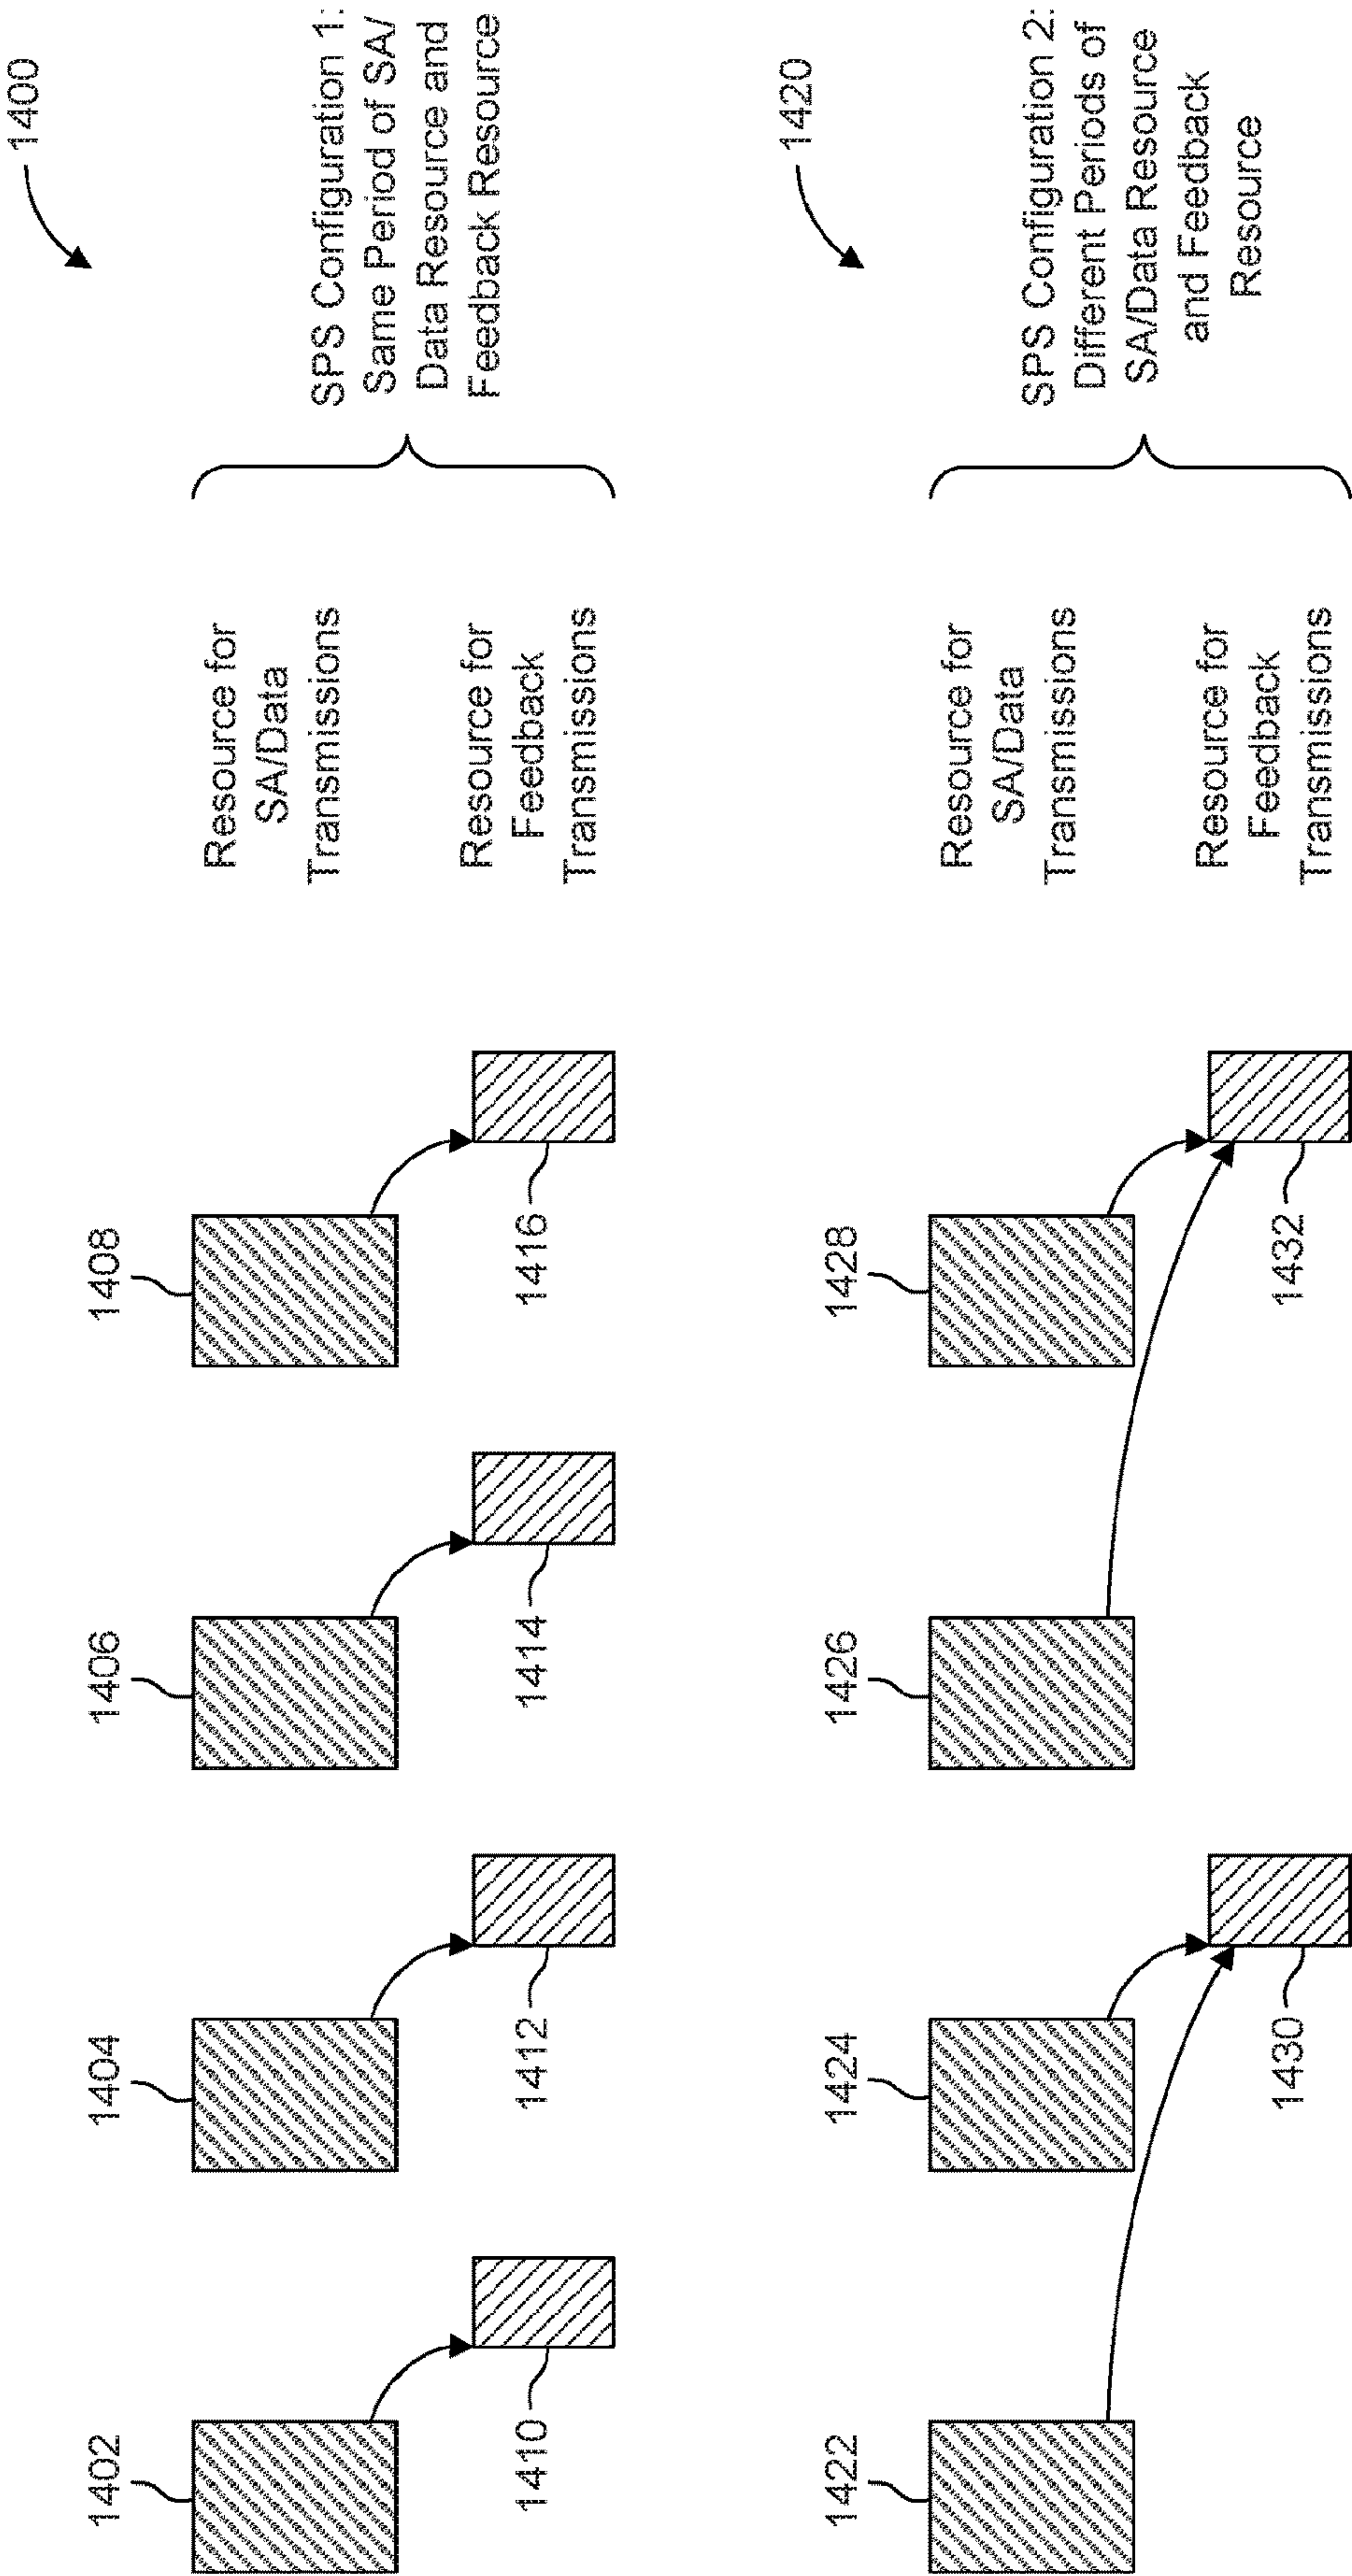 1400
1402
1404
1406
1408
Resource for
SA/Data
Transmissions
SPS Configuration 1:
Same Period of SA/
Data Resource and
Feedback Resource
1410
1412
1414
1416
Resource for
Feedback
Transmissions
1420
1422
1424
1426
1428
Resource for
SA/Data
Transmissions
SPS Configuration 2:
Different Periods of
SA/Data Resource
and Feedback
Resource
1430
1432
Resource for
Feedback
Transmissions